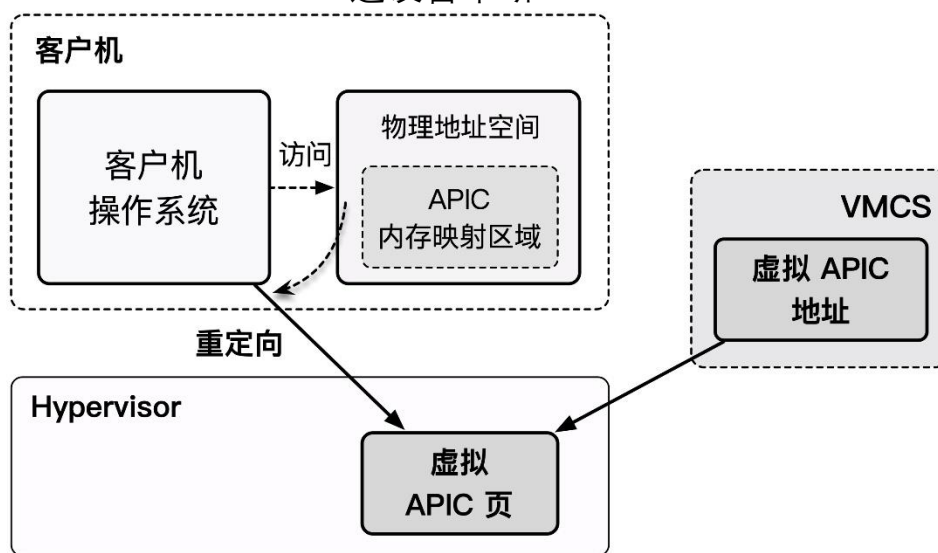 客户机
客户机
操作系统
访问
物理地址空间
APIC
内存映射区域
VMCS
虚拟 APIC
地址
重定向
Hypervisor
虚拟
APIC 页